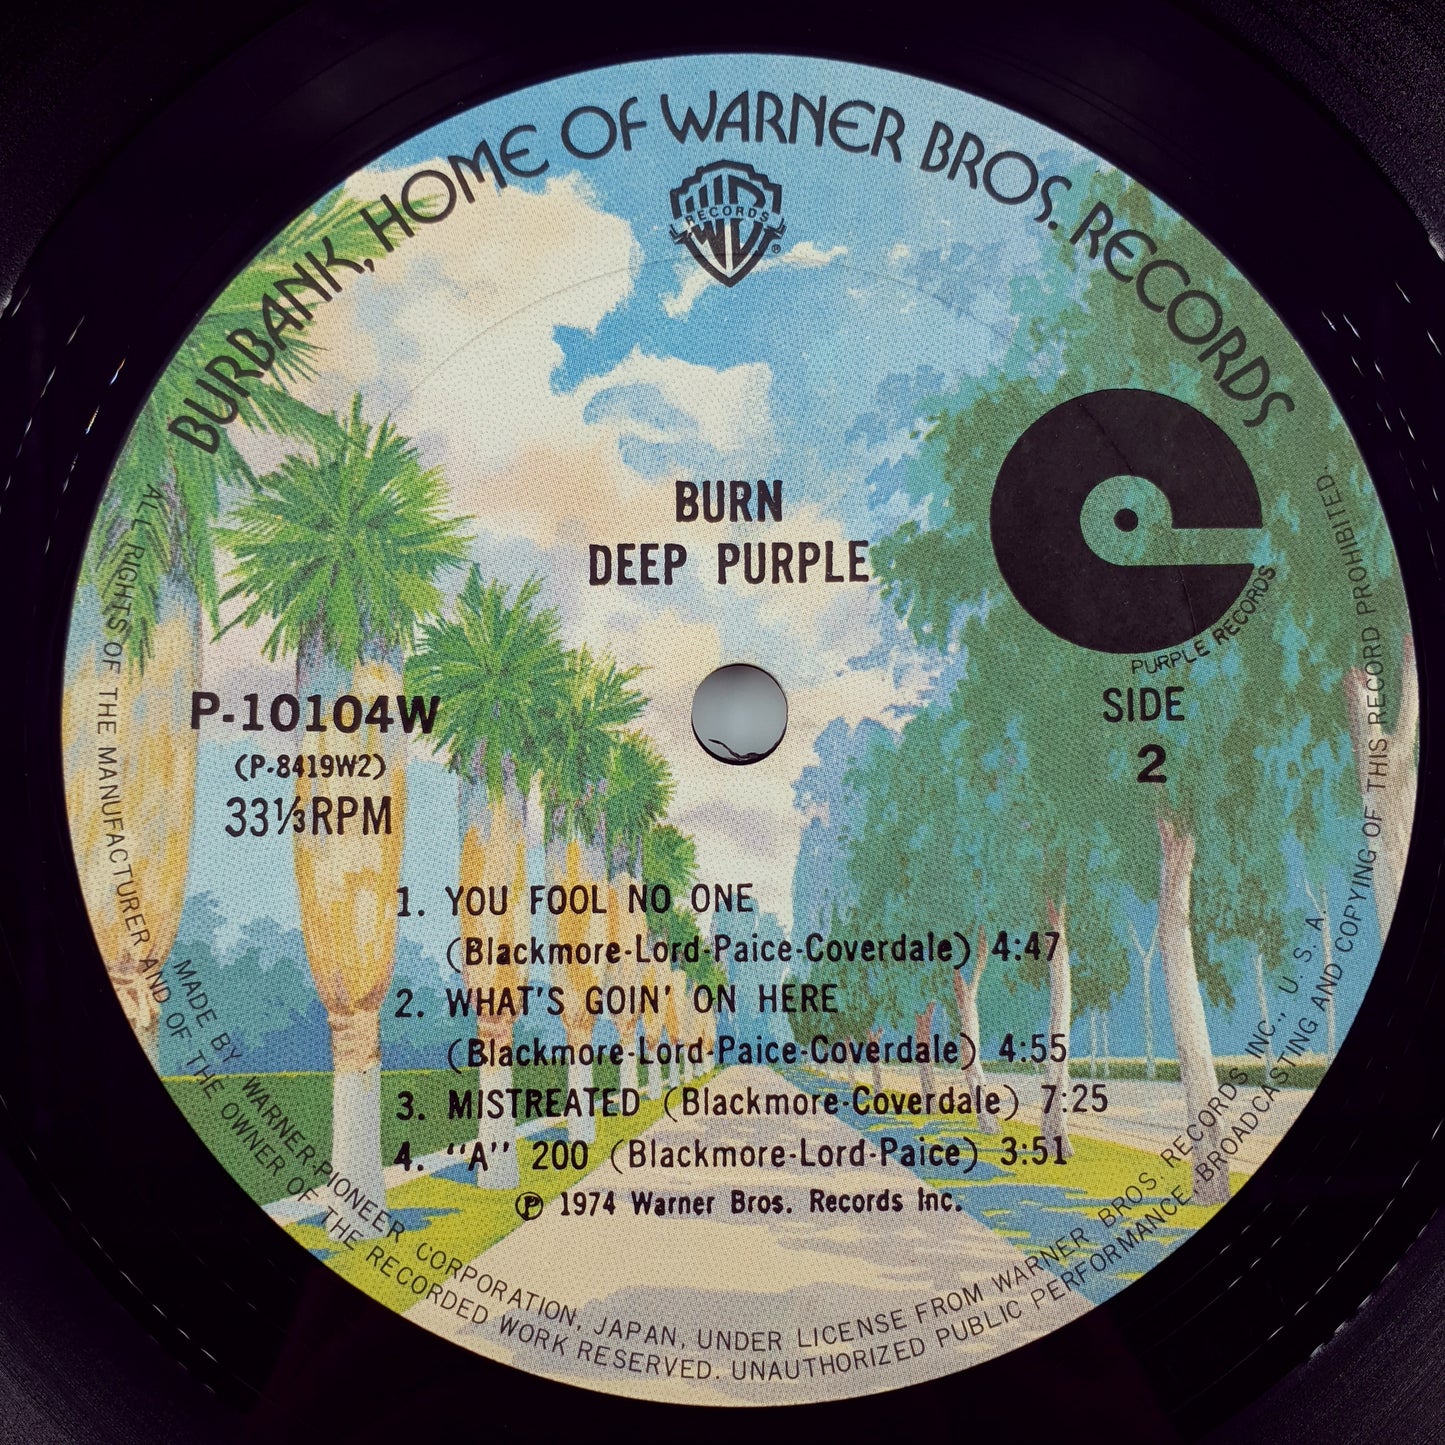 BURBANK, HOME OF WARNER BROS. RECORDS
RECORDS
®
BURN
DEEP PURPLE
PURPLE RECORDS
P-10104W
(P-8419W2)
33⅓RPM
SIDE
2
1. YOU FOOL NO ONE
(Blackmore-Lord-Paice-Coverdale) 4:47
2. WHAT'S GOIN' ON HERE
(Blackmore-Lord-Paice-Coverdale) 4:55
3. MISTREATED (Blackmore-Coverdale) 7:25
4. "A" 200 (Blackmore-Lord-Paice) 3:51
℗ 1974 Warner Bros. Records Inc.
MADE BY WARNER-PIONEER CORPORATION, JAPAN, UNDER LICENSE FROM WARNER BROS. RECORDS INC., U. S. A.
ALL RIGHTS OF THE MANUFACTURER AND OF THE OWNER OF THE RECORDED WORK RESERVED. UNAUTHORIZED PUBLIC PERFORMANCE, BROADCASTING AND COPYING OF THIS RECORD PROHIBITED.